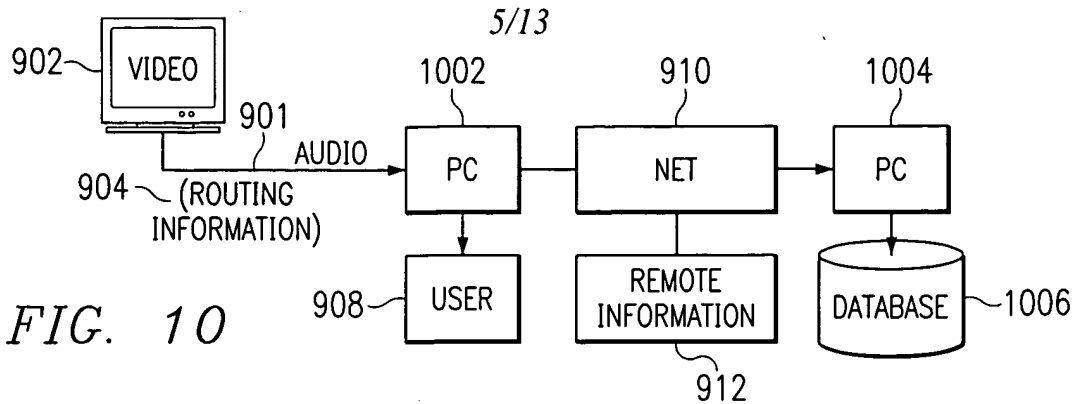 5/13
902
VIDEO
901
AUDIO
904
(ROUTING
INFORMATION)
1002
PC
910
NET
1004
PC
908
USER
REMOTE
INFORMATION
912
DATABASE
1006
FIG. 10